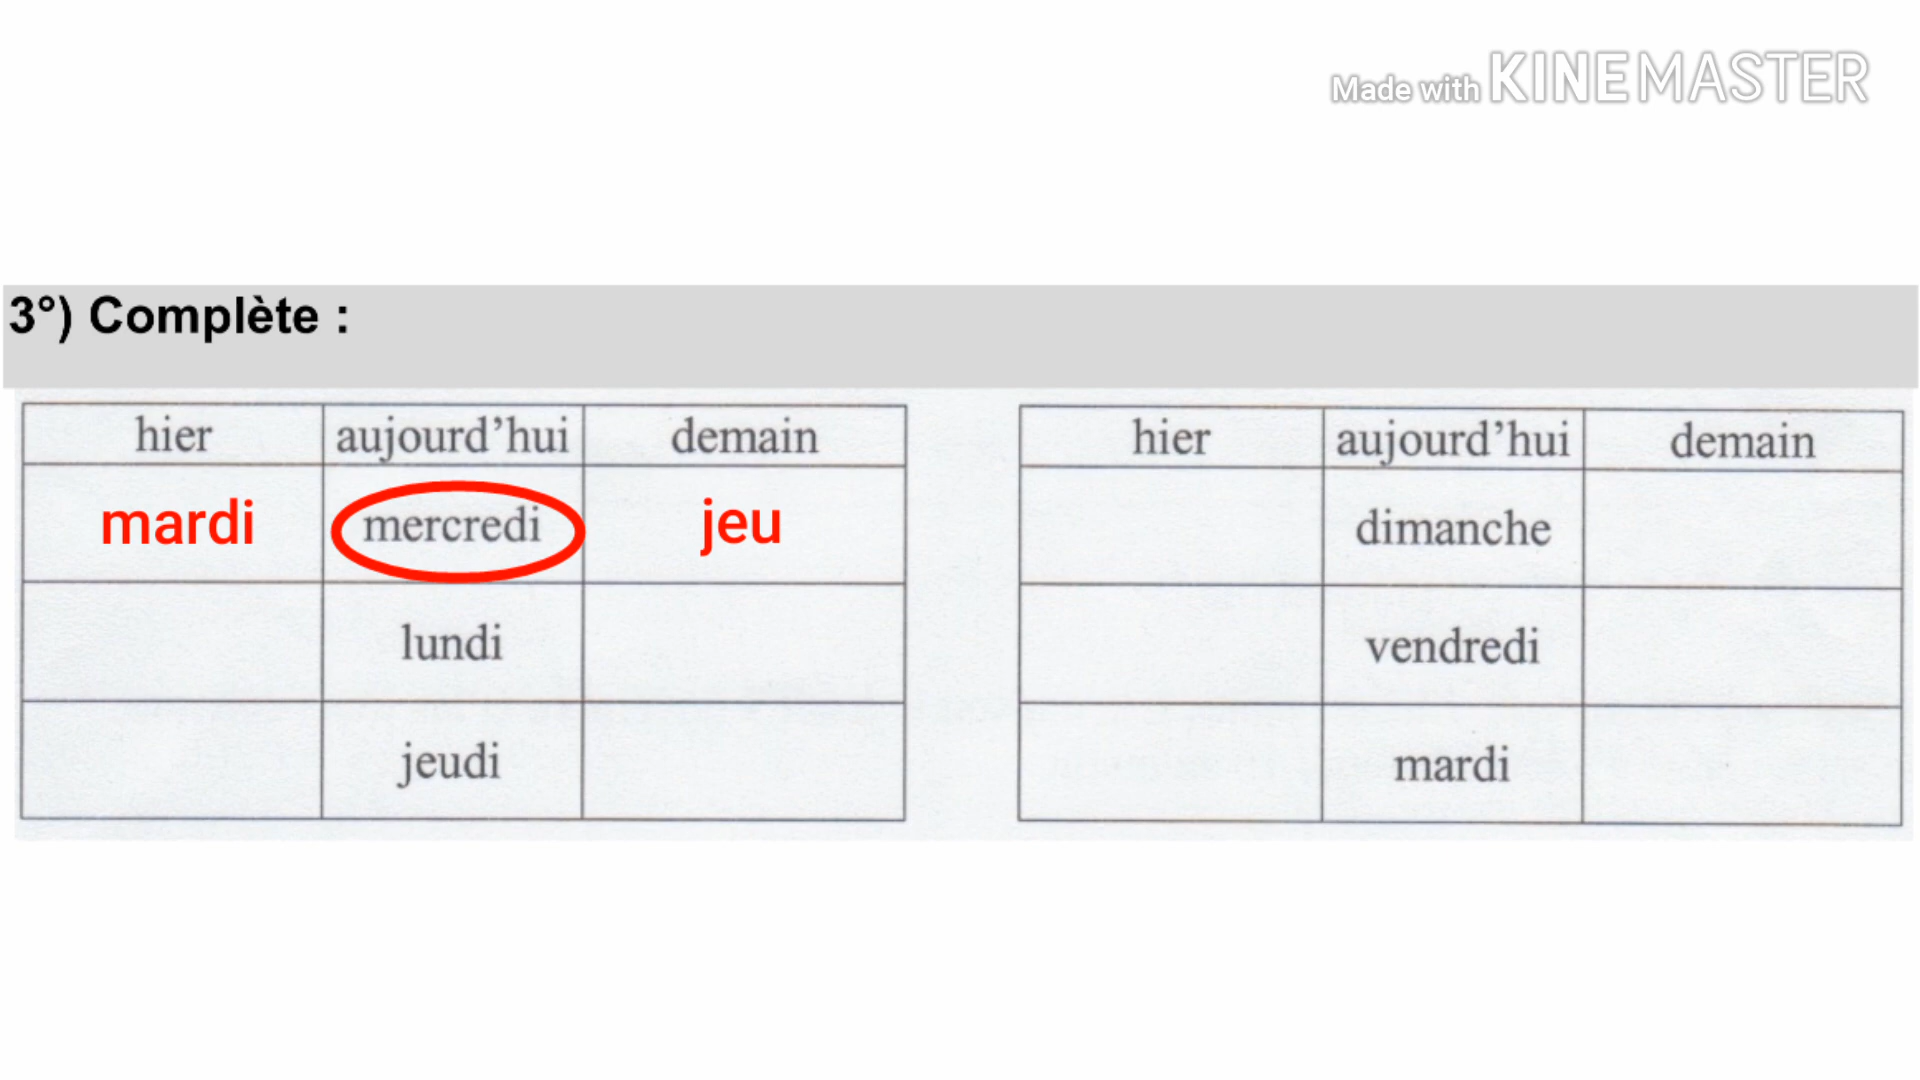 Made with KINEMASTER
3°) Complète :
hier aujourd’hui demain
mardi mercredi jeu
lundi
jeudi
hier aujourd’hui demain
dimanche
vendredi
mardi